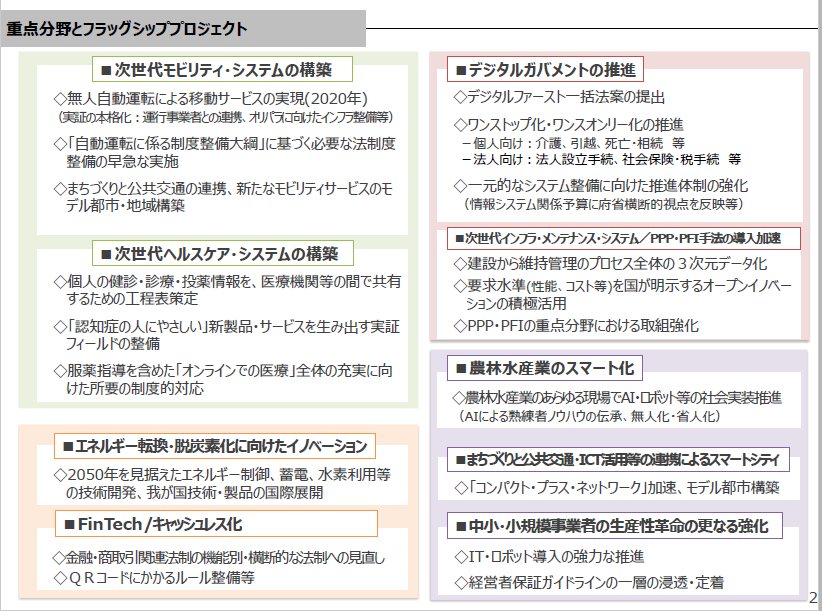 重点分野とフラッグシッププロジェクト
■次世代モビリティ・システムの構築
◇無人自動運転による移動サービスの実現(2020年)
(実証の本格化：運行事業者との連携、オリパラに向けたインフラ整備等)
◇「自動運転に係る制度整備大綱」に基づく必要な法制度
整備の早急な実施
◇まちづくりと公共交通の連携、新たなモビリティサービスのモ
デル都市・地域構築
■次世代ヘルスケア・システムの構築
◇個人の健診・診療・投薬情報を、医療機関等の間で共有
するための工程表策定
◇「認知症の人にやさしい」新製品・サービスを生み出す実証
フィールドの整備
◇服薬指導を含めた「オンラインでの医療」全体の充実に向
けた所要の制度的対応
■エネルギー転換・脱炭素化に向けたイノベーション
◇2050年を見据えたエネルギー制御、蓄電、水素利用等
の技術開発、我が国技術・製品の国際展開
■FinTech/キャッシュレス化
◇金融・商取引関連法制の機能別・横断的な法制への見直し
◇ＱＲコードにかかるルール整備等
■デジタルガバメントの推進
◇デジタルファースト一括法案の提出
◇ワンストップ化・ワンスオンリー化の推進
－個人向け：介護、引越、死亡・相続 等
－法人向け：法人設立手続、社会保険・税手続 等
◇一元的なシステム整備に向けた推進体制の強化
（情報システム関係予算に府省横断的視点を反映等）
■次世代インフラ・メンテナンス・システム／PPP・PFI手法の導入加速
◇建設から維持管理のプロセス全体の３次元データ化
◇要求水準(性能、コスト等)を国が明示するオープンイノベー
ションの積極活用
◇PPP・PFIの重点分野における取組強化
■農林水産業のスマート化
◇農林水産業のあらゆる現場でAI・ロボット等の社会実装推進
（AIによる熟練者ノウハウの伝承、無人化・省人化）
■まちづくりと公共交通・ICT活用等の連携によるスマートシティ
◇「コンパクト・プラス・ネットワーク」加速、モデル都市構築
■中小・小規模事業者の生産性革命の更なる強化
◇IT・ロボット導入の強力な推進
◇経営者保証ガイドラインの一層の浸透・定着
2